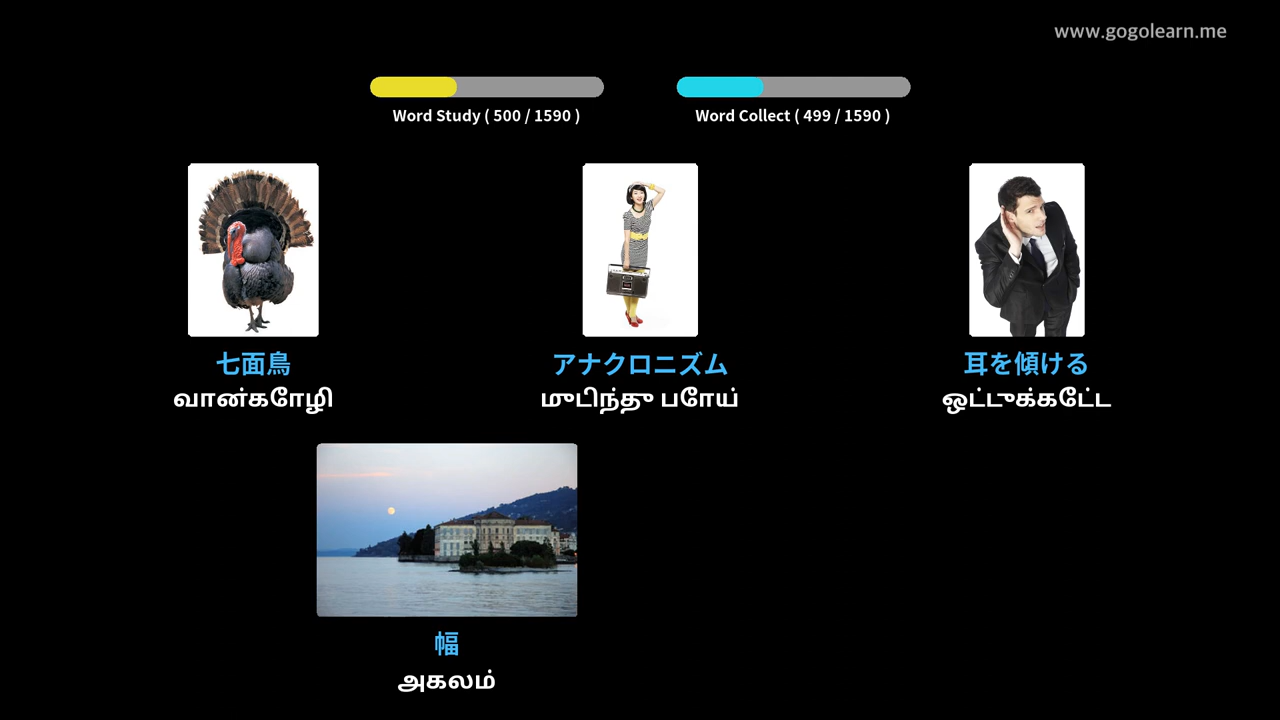 www.gogolearn.me
Word Study ( 500 / 1590 )
Word Collect ( 499 / 1590 )
七面鳥
アナクロニズム
耳を傾ける
வான்கோழி
முடிந்து போய்
ஒட்டுக்கேட்ட
幅
அகலம்